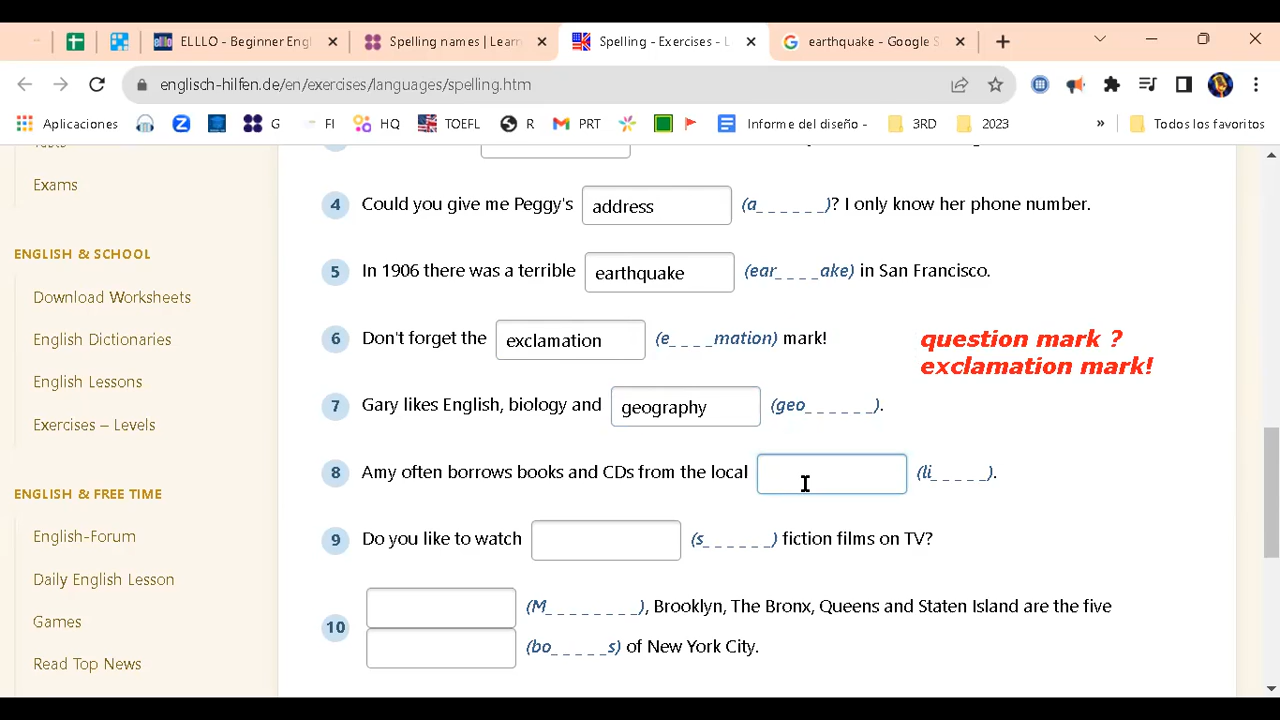 ELLLO - Beginner Eng
Spelling names | Learn
Spelling - Exercises - L
earthquake - Google S
englisch-hilfen.de/en/exercises/languages/spelling.htm
Aplicaciones
G
FI
HQ
TOEFL
R
PRT
Informe del diseño -
3RD
2023
»
Todos los favoritos
Exams
ENGLISH & SCHOOL
Download Worksheets
English Dictionaries
English Lessons
Exercises – Levels
ENGLISH & FREE TIME
English-Forum
Daily English Lesson
Games
Read Top News
4 Could you give me Peggy's address (a_ _ _ _ _ _)? I only know her phone number.
5 In 1906 there was a terrible earthquake (ear_ _ _ _ake) in San Francisco.
6 Don't forget the exclamation (e_ _ _ _mation) mark!
question mark ?
exclamation mark!
7 Gary likes English, biology and geography (geo_ _ _ _ _ _).
8 Amy often borrows books and CDs from the local (li_ _ _ _ _).
9 Do you like to watch (s_ _ _ _ _ _) fiction films on TV?
10 (M_ _ _ _ _ _ _ _), Brooklyn, The Bronx, Queens and Staten Island are the five
(bo_ _ _ _ _s) of New York City.